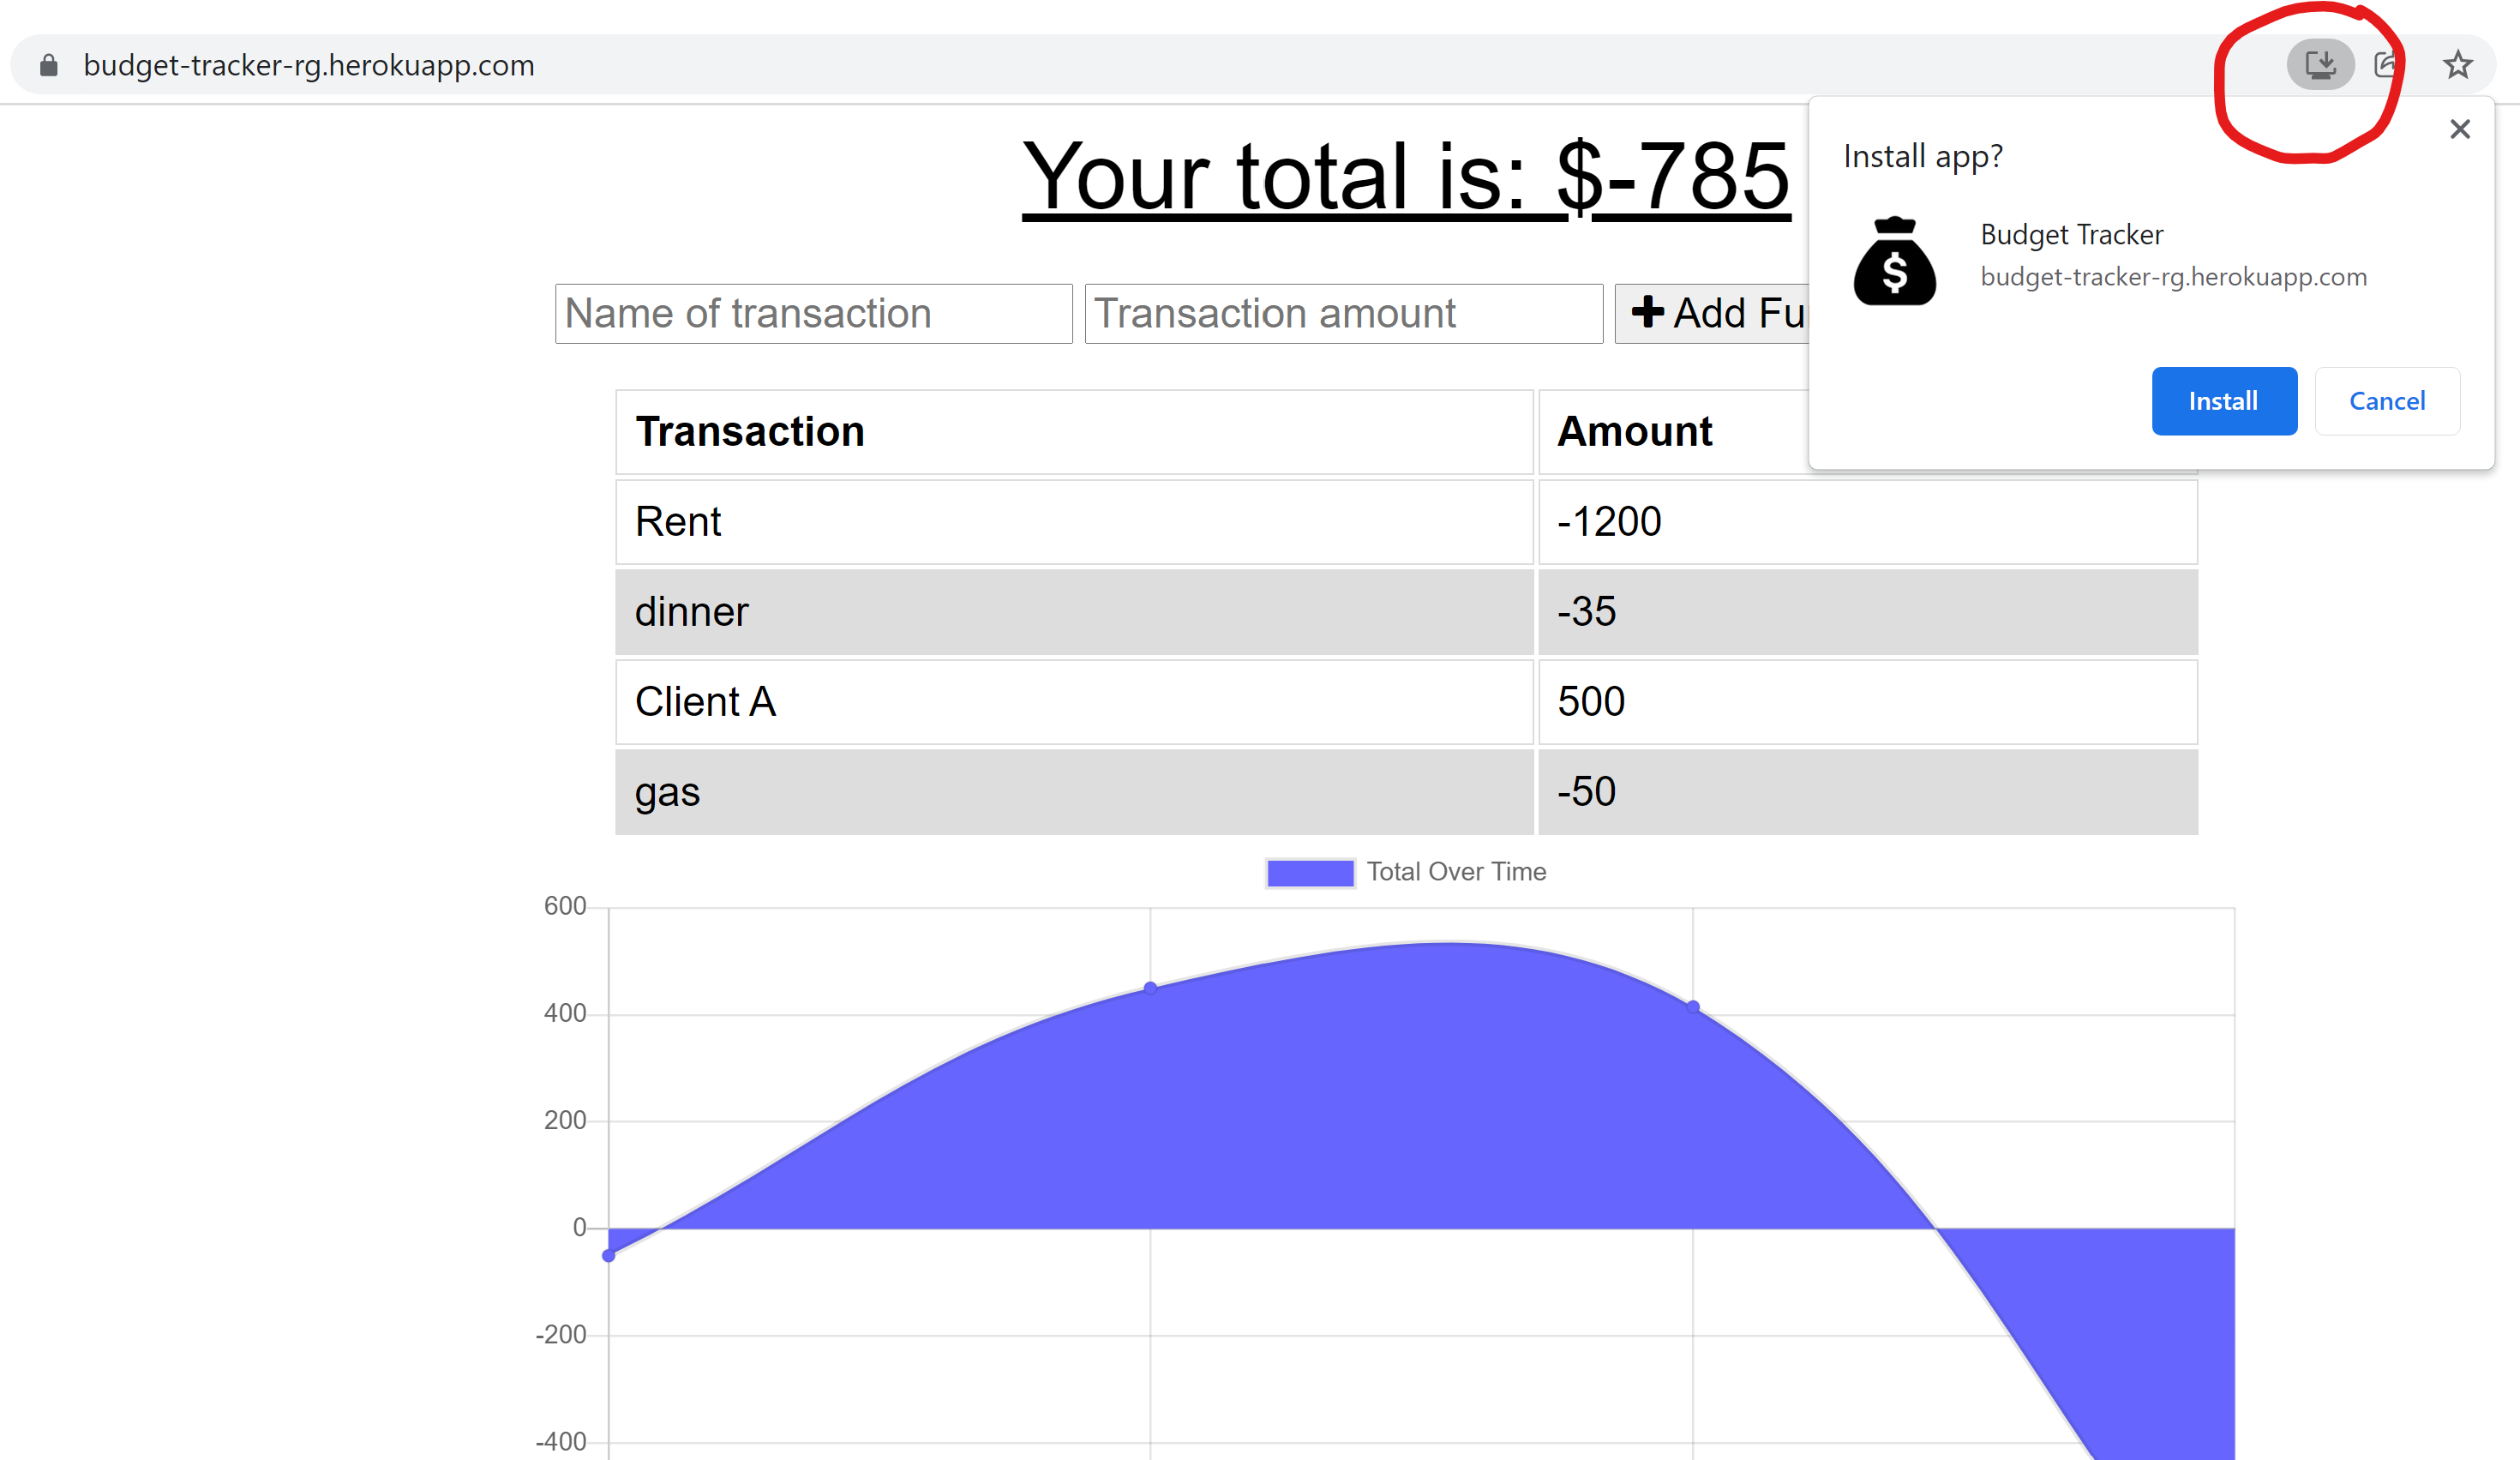 budget-tracker-rg.herokuapp.com
Your total is: $-785
Install app?
Budget Tracker
budget-tracker-rg.herokuapp.com
Install Cancel
Name of transaction Transaction amount Add Fu
Transaction Amount
Rent -1200
dinner -35
Client A 500
gas -50
Total Over Time
600
400
200
0
-200
-400